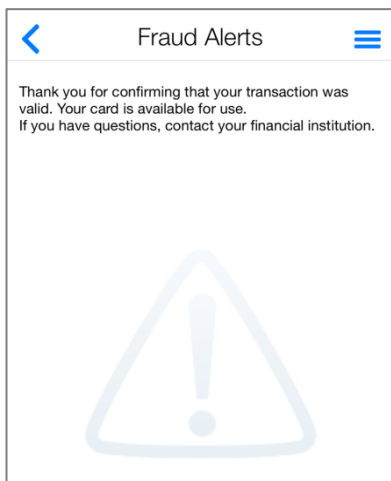 Fraud Alerts
Thank you for confirming that your transaction was
valid. Your card is available for use.
If you have questions, contact your financial institution.